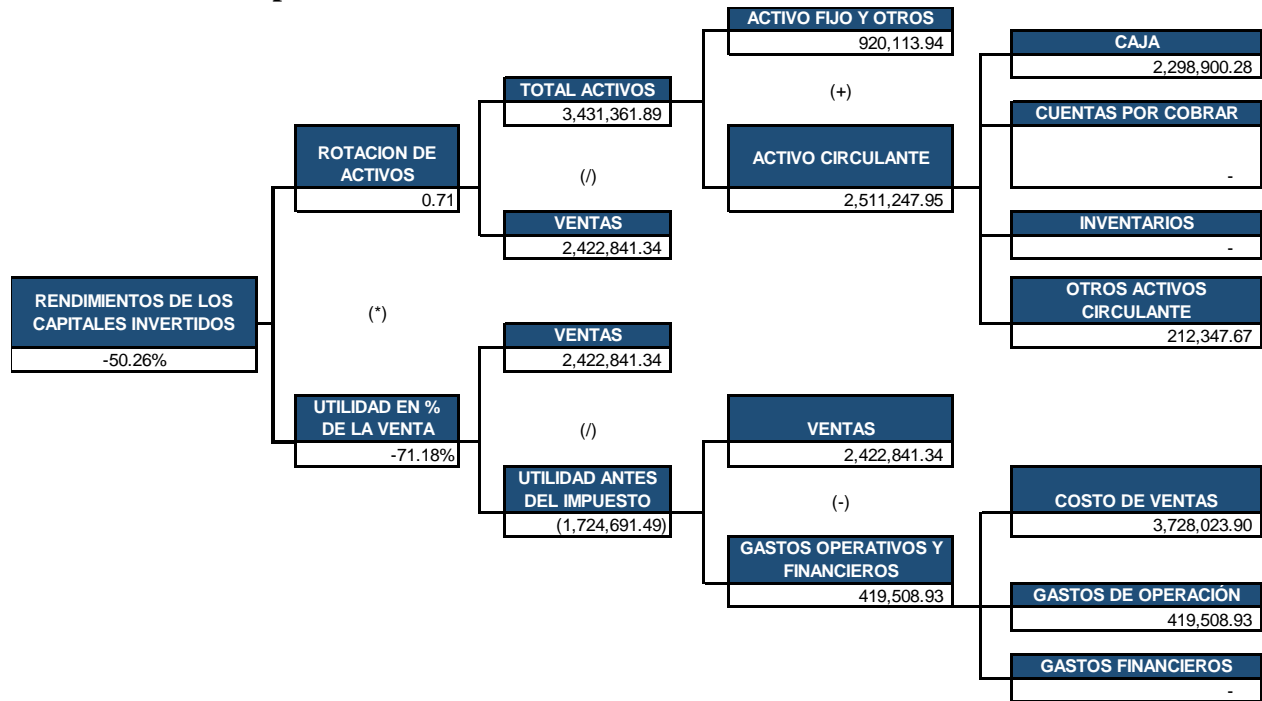 ACTIVO FIJO Y OTROS
920,113.94
CAJA
2,298,900.28
TOTAL ACTIVOS
3,431,361.89
(+)
CUENTAS POR COBRAR
-
ROTACION DE
ACTIVOS
0.71
(/)
ACTIVO CIRCULANTE
2,511,247.95
VENTAS
2,422,841.34
INVENTARIOS
-
RENDIMIENTOS DE LOS
CAPITALES INVERTIDOS
-50.26%
(*)
OTROS ACTIVOS
CIRCULANTE
212,347.67
VENTAS
2,422,841.34
UTILIDAD EN %
DE LA VENTA
-71.18%
(/)
VENTAS
2,422,841.34
UTILIDAD ANTES
DEL IMPUESTO
(1,724,691.49)
(-)
COSTO DE VENTAS
3,728,023.90
GASTOS OPERATIVOS Y
FINANCIEROS
419,508.93
GASTOS DE OPERACIÓN
419,508.93
GASTOS FINANCIEROS
-